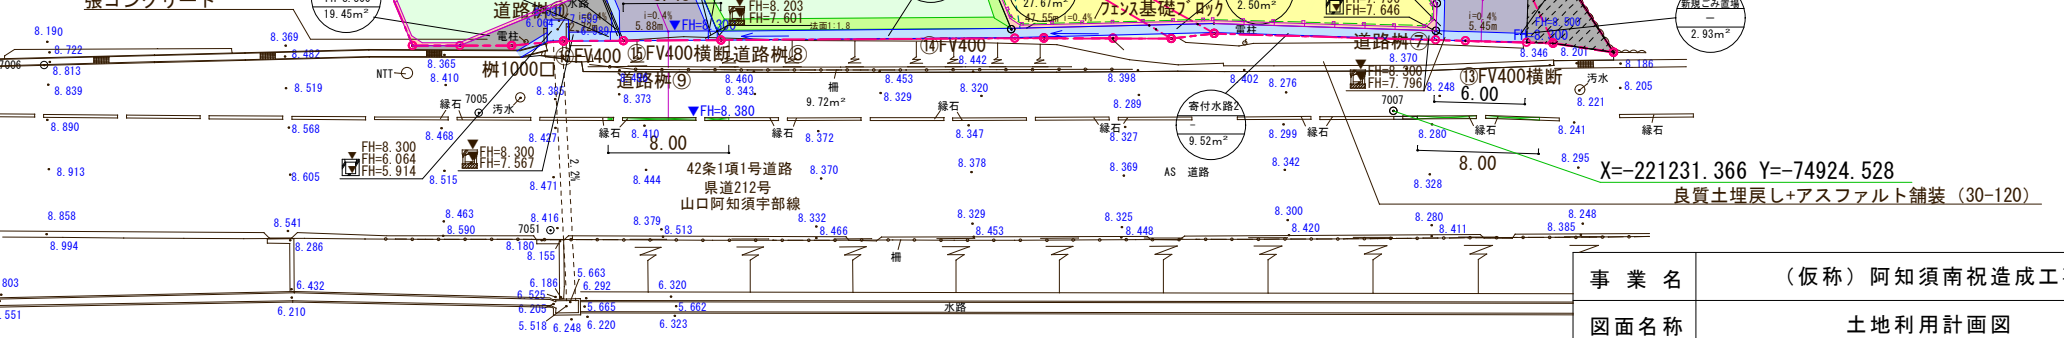 張コンクリート
19.45m²
道路桝⑩
水路
i=0.4%
5.88m
FH=8.300
FH=8.203
FH=7.601
法面1:1.8
27.67m²
47.55m i=0.4%
フェンス基礎ブロック
2.50m²
電柱
FH=7.646
i=0.4%
5.45m
新規ごみ置場
－
2.93m²
8.190
8.722
8.369
8.482
電柱
FV400
⑮FV400横断
道路桝⑧
⑭FV400
8.442
道路桝⑦
8.370
8.346
8.201
8.186
7006
8.813
8.839
8.519
8.365
8.410
NTT
桝1000口
8.385
道路桝⑨
8.373
8.460
8.343
柵
9.72m²
8.453
8.329
8.320
8.398
8.289
8.402
8.276
FH=8.300
FH=7.796
⑬FV400横断
8.248
6.00
汚水
8.221
8.205
縁石
7005
汚水
FH=8.380
縁石
寄付水路2
－
9.52m²
7007
8.890
8.568
8.468
8.427
縁石
8.410
8.372
8.347
縁石
8.327
8.299
縁石
8.280
縁石
8.241
縁石
8.00
8.00
FH=8.300
FH=6.064
FH=5.914
FH=8.300
FH=7.567
2.2%
8.913
8.605
8.515
8.471
8.444
42条1項1号道路
県道212号
山口阿知須宇部線
8.370
8.378
8.369
AS 道路
8.342
8.328
8.295
X=-221231.366 Y=-74924.528
良質土埋戻し+アスファルト舗装（30-120）
8.858
8.994
8.541
8.286
8.463
8.590
8.416
7051
8.180
8.155
8.379
8.513
8.332
8.466
8.329
8.453
8.325
8.448
8.300
8.420
8.280
8.411
8.248
8.385
柵
803
.551
6.432
6.210
6.186
6.525
6.205
5.518
6.248
5.663
6.292
5.665
6.220
6.320
5.662
6.323
水路
事業名
（仮称）阿知須南祝造成工
図面名称
土地利用計画図